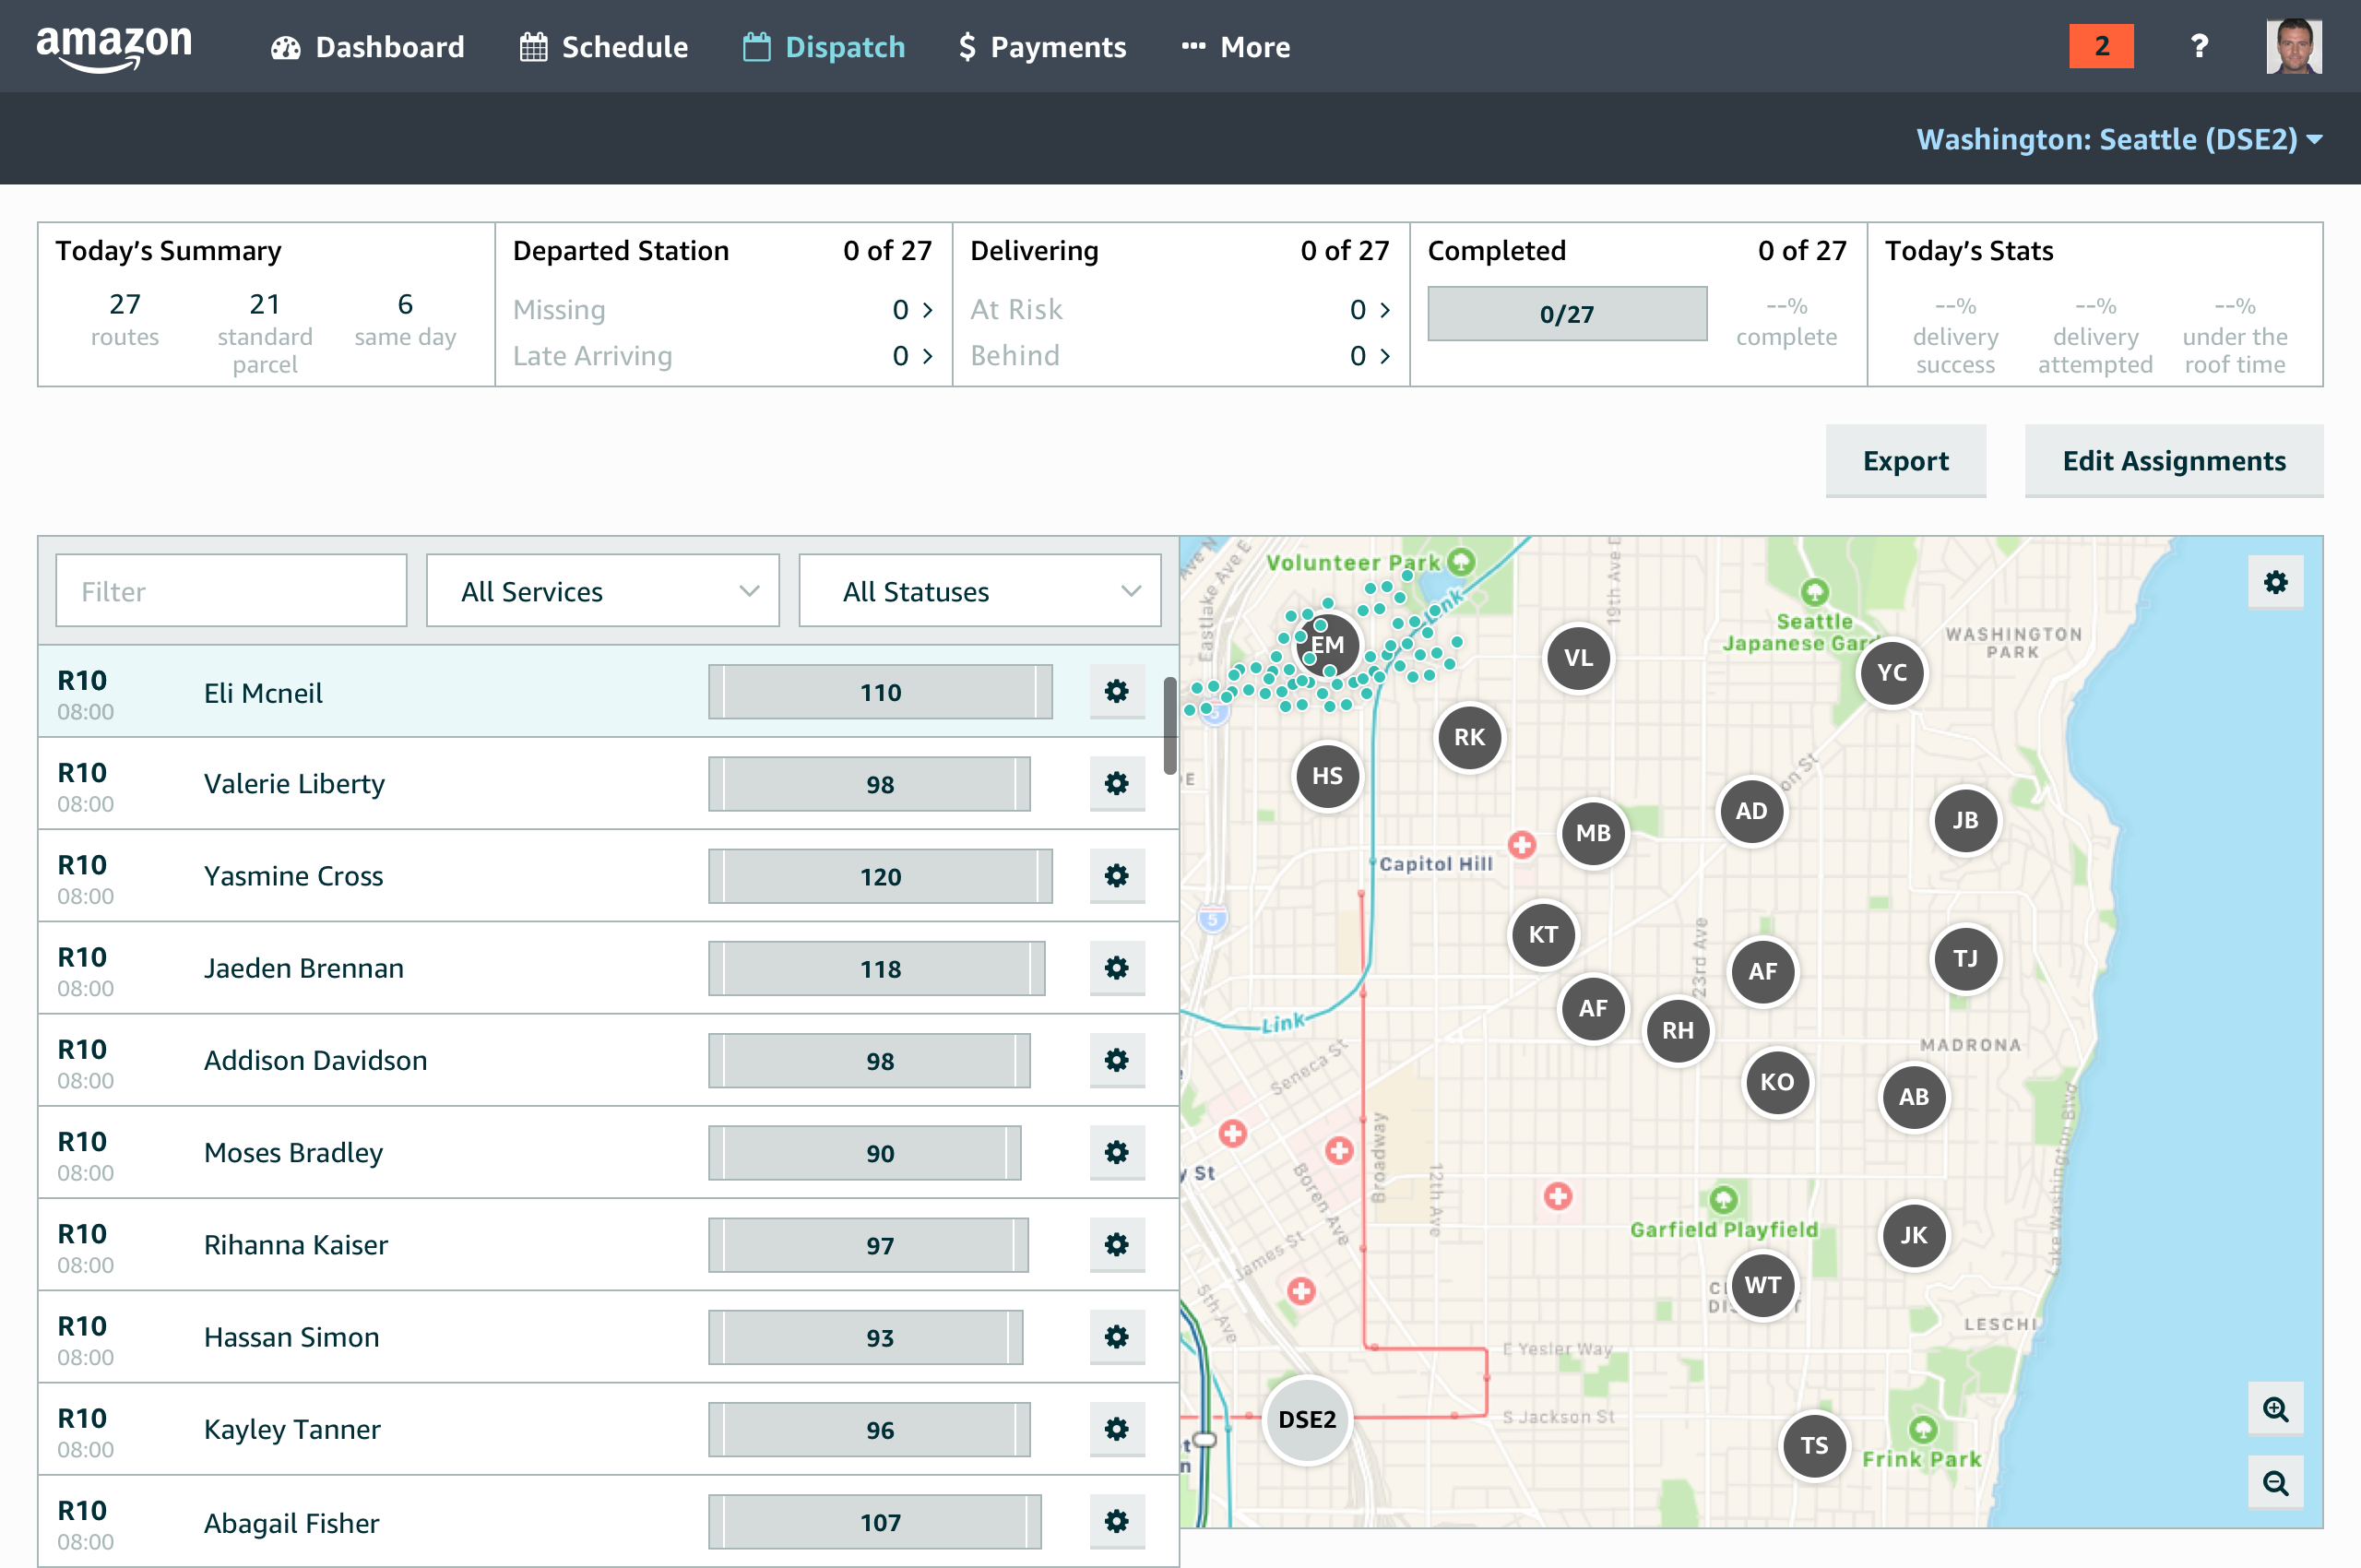 amazon
Dashboard
Schedule
Dispatch
$ Payments
More
2
?
Washington: Seattle (DSE2)
Today's Summary
27
routes
21
standard
parcel
6
same day
Departed Station 0 of 27
Missing 0
Late Arriving 0
Delivering 0 of 27
At Risk 0
Behind 0
Completed 0 of 27
0/27
--%
complete
Today's Stats
--%
delivery
success
--%
delivery
attempted
--%
under the
roof time
Export
Edit Assignments
Filter
All Services
All Statuses
R10
08:00
Eli Mcneil
110
R10
08:00
Valerie Liberty
98
R10
08:00
Yasmine Cross
120
R10
08:00
Jaeden Brennan
118
R10
08:00
Addison Davidson
98
R10
08:00
Moses Bradley
90
R10
08:00
Rihanna Kaiser
97
R10
08:00
Hassan Simon
93
R10
08:00
Kayley Tanner
96
R10
08:00
Abagail Fisher
107
Ave N
Eastlake Ave E
Volunteer Park
Link
19th Ave E
Seattle
Japanese Gard
WASHINGTON
PARK
EM
VL
YC
RK
HS
E
on St
MB
AD
JB
Capitol Hill
5
5
KT
23rd Ave
AF
TJ
AF
RH
Link
MADRONA
Seneca St
KO
AB
Lake Washington Blvd
y St
Boren Ave
Broadway
12th Ave
Garfield Playfield
JK
James St
WT
5th Ave
LESCHI
E Yesler Way
DSE2
S Jackson St
TS
Frink Park
t
n